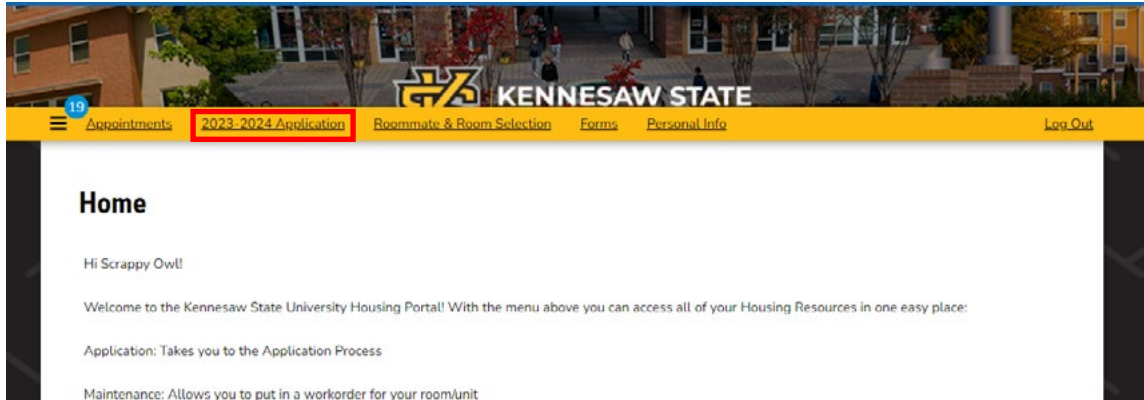 KENNESAW STATE
19
Appointments 2023-2024 Application Roommate & Room Selection Forms Personal Info Log Out
Home
Hi Scrappy Owl!
Welcome to the Kennesaw State University Housing Portal! With the menu above you can access all of your Housing Resources in one easy place:
Application: Takes you to the Application Process
Maintenance: Allows you to put in a workorder for your room/unit